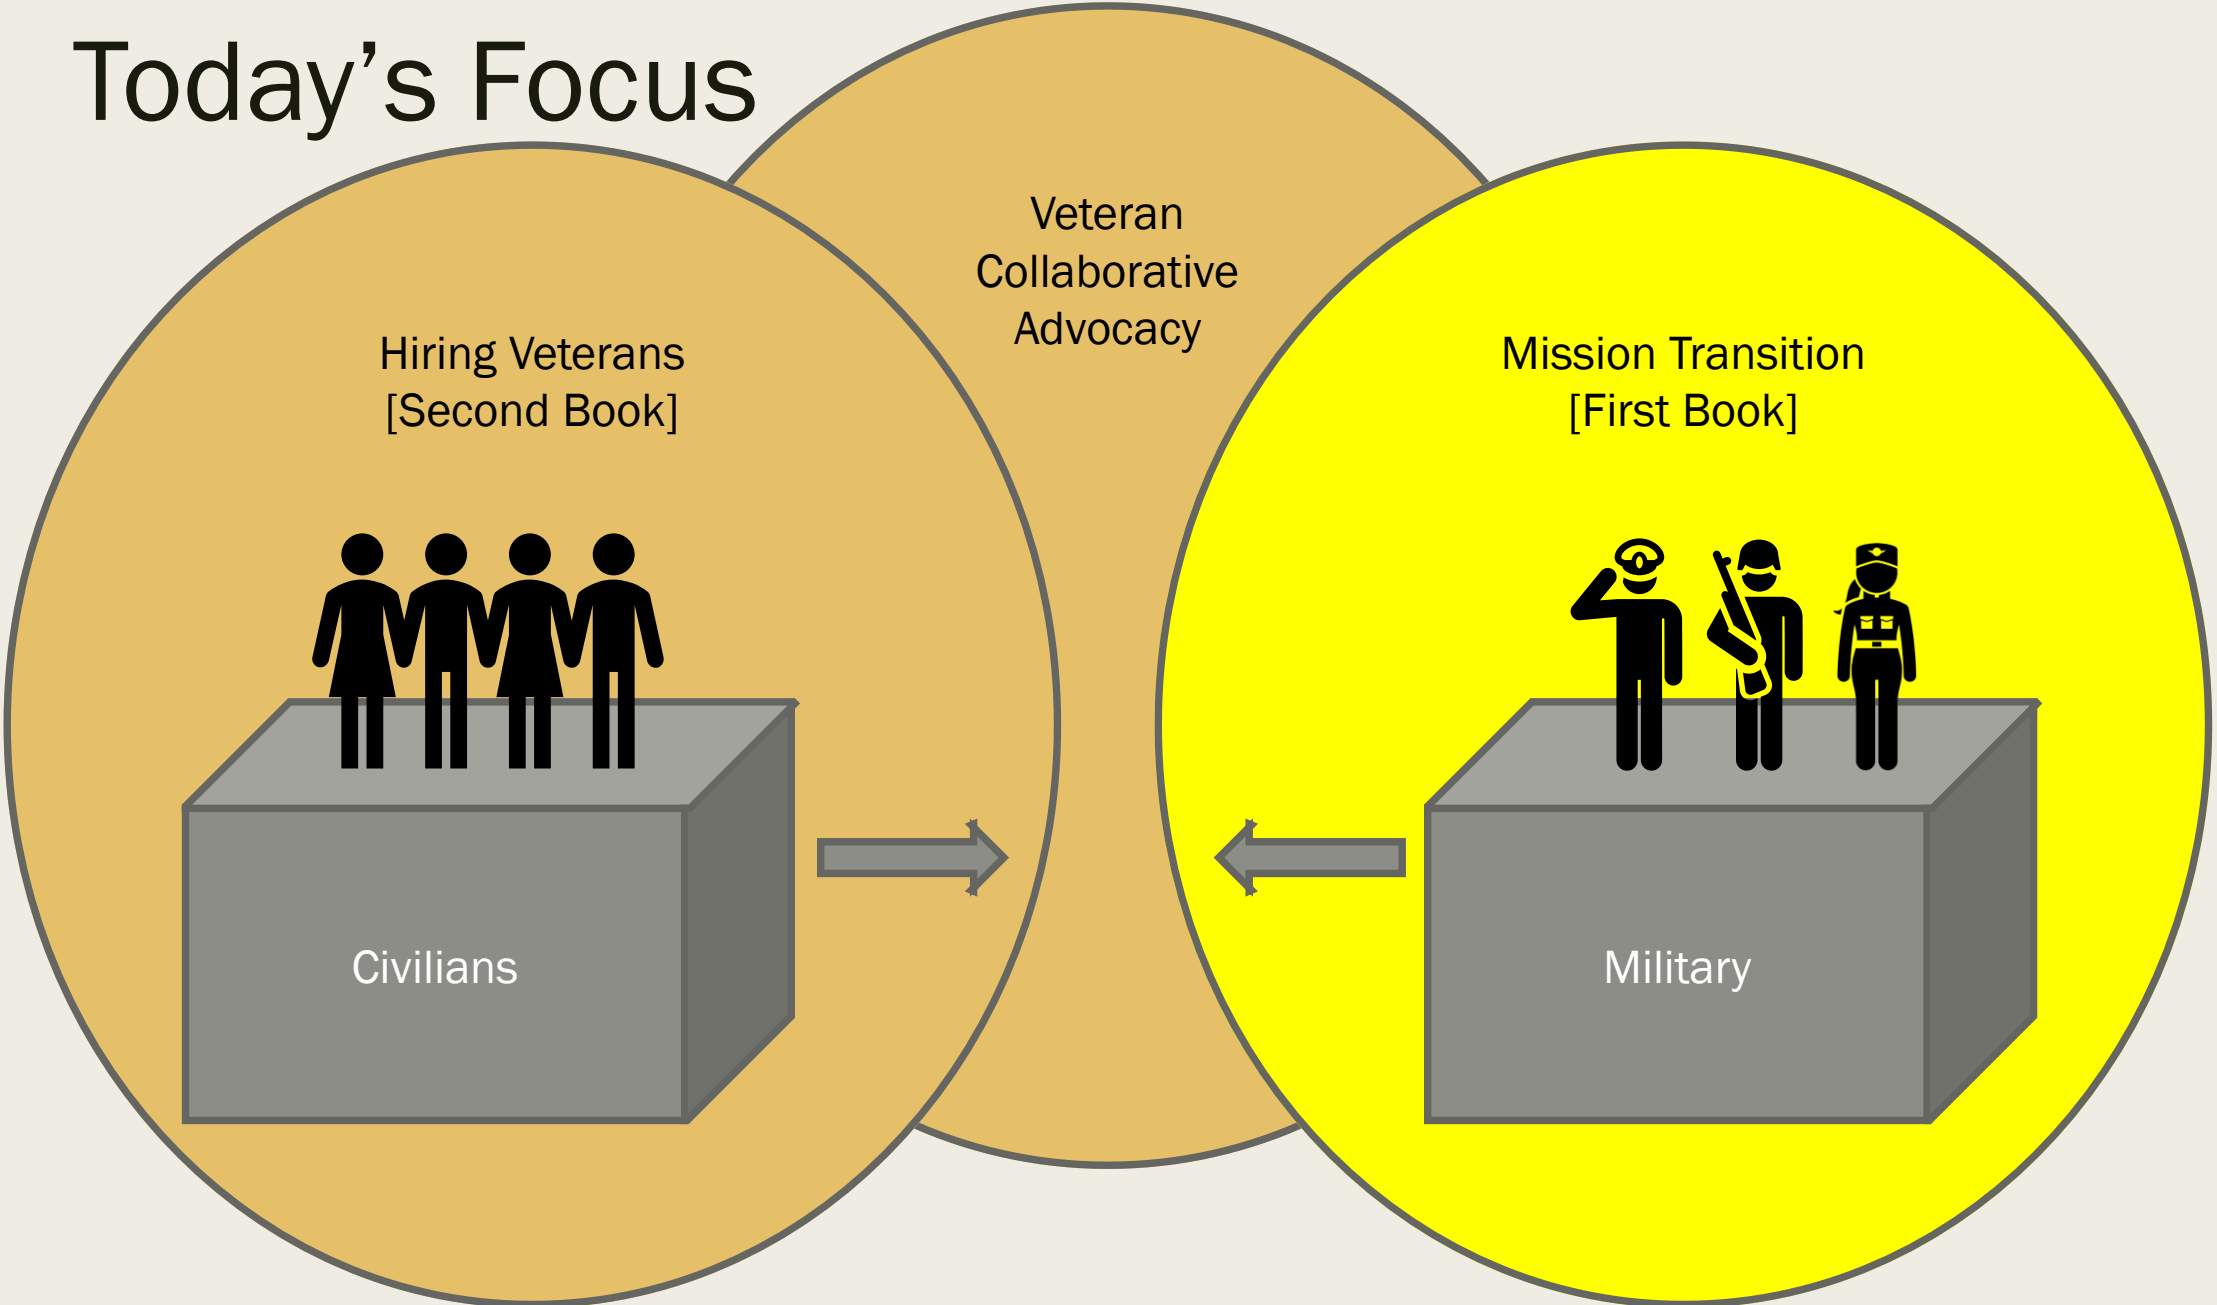 Today’s Focus
Veteran
Collaborative
Advocacy
Hiring Veterans
[Second Book]
Mission Transition
[First Book]
Civilians
Military